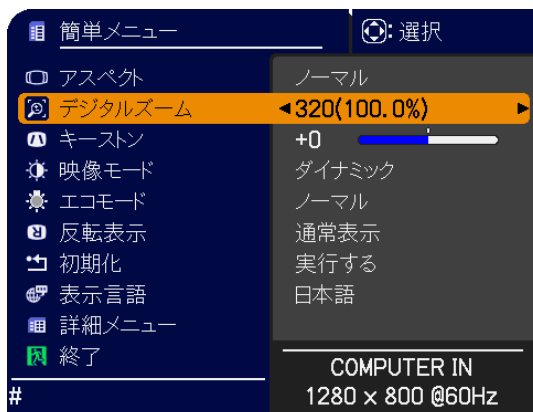 簡単メニュー :選択
アスペクト ノーマル
デジタルズーム 320(100.0%)
キーストン +0
映像モード ダイナミック
エコモード ノーマル
反転表示 通常表示
初期化 実行する
表示言語 日本語
詳細メニュー
終了
COMPUTER IN
# 1280 × 800 @60Hz